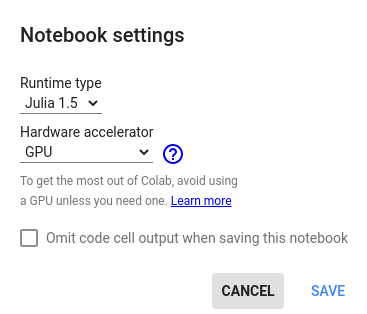 Notebook settings
Runtime type
Julia 1.5
Hardware accelerator
GPU
?
To get the most out of Colab, avoid using
a GPU unless you need one. Learn more
Omit code cell output when saving this notebook
CANCEL SAVE